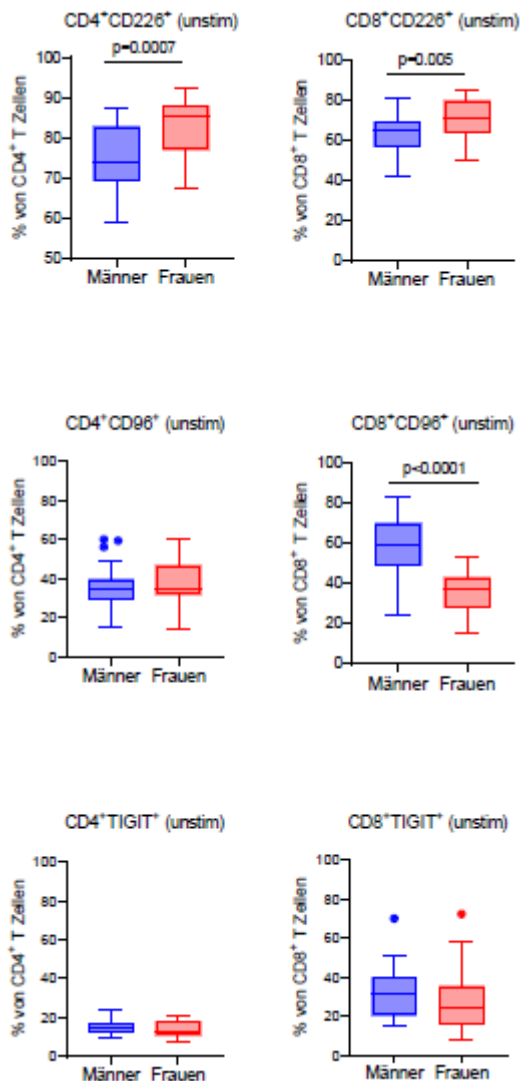 CD4⁺CD226⁺ (unstim)
p=0.0007
% von CD4⁺ T Zellen
100
90
80
70
60
50
Männer Frauen
CD8⁺CD226⁺ (unstim)
p=0.005
% von CD8⁺ T Zellen
100
80
60
40
20
0
Männer Frauen
CD4⁺CD96⁺ (unstim)
% von CD4⁺ T Zellen
100
80
60
40
20
0
Männer Frauen
CD8⁺CD96⁺ (unstim)
p<0.0001
% von CD8⁺ T Zellen
100
80
60
40
20
0
Männer Frauen
CD4⁺TIGIT⁺ (unstim)
% von CD4⁺ T Zellen
100
80
60
40
20
0
Männer Frauen
CD8⁺TIGIT⁺ (unstim)
% von CD8⁺ T Zellen
100
80
60
40
20
0
Männer Frauen